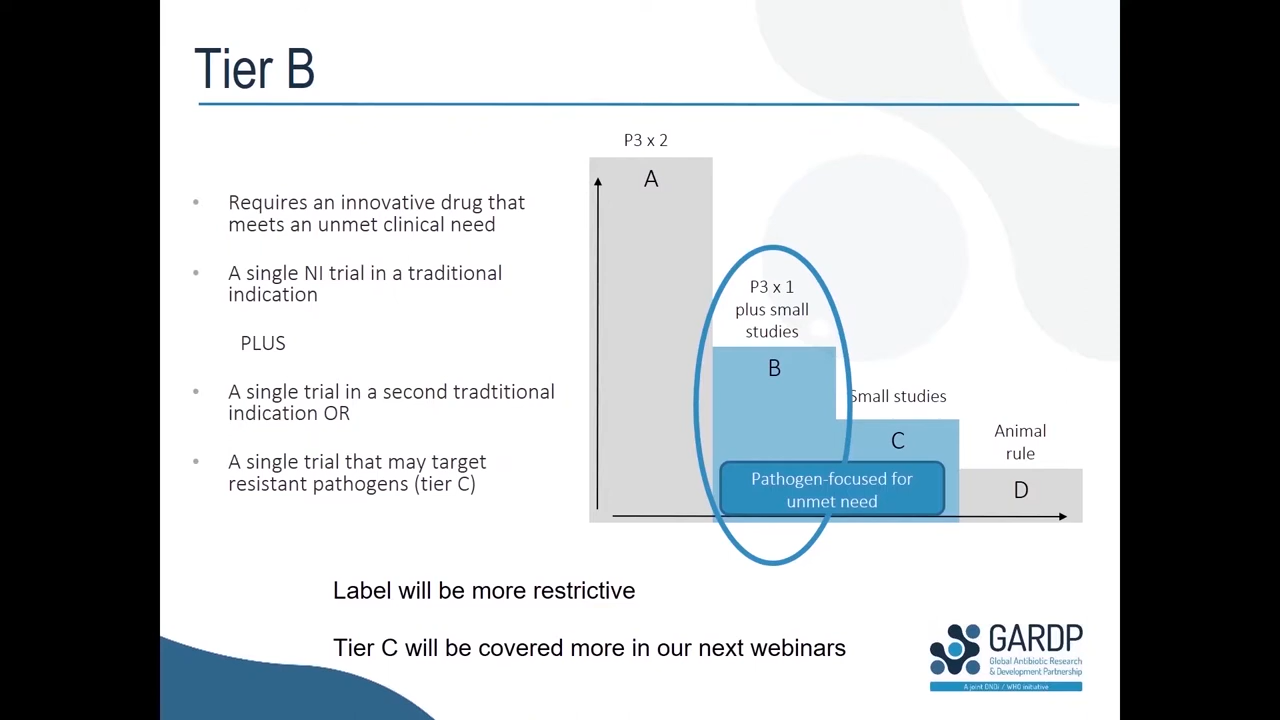 Tier B
Requires an innovative drug that
meets an unmet clinical need
A single NI trial in a traditional
indication
PLUS
A single trial in a second tradtitional
indication OR
A single trial that may target
resistant pathogens (tier C)
P3 x 2
A
P3 x 1
plus small
studies
B
Small studies
C
Animal
rule
D
Pathogen-focused for
unmet need
Label will be more restrictive
Tier C will be covered more in our next webinars
GARDP
Global Antibiotic Research
& Development Partnership
A joint DNDi / WHO initiative